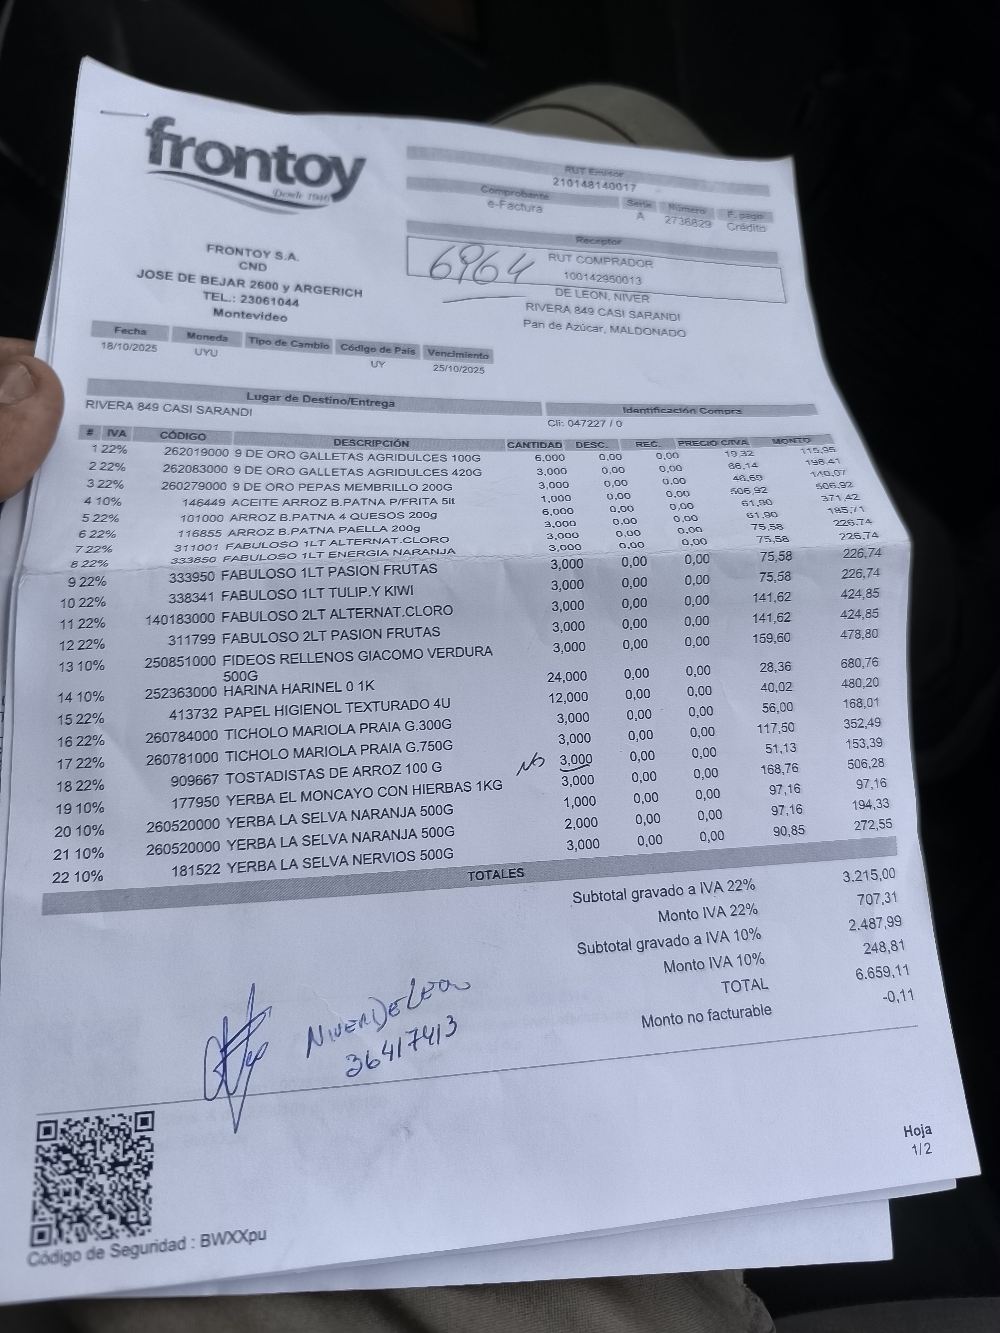 frontoy
Desde 1946
RUT Emisor
210148140017
Comprobante Serie Número F. pago
e-Factura A 2736829 Crédito
Receptor
6964
RUT COMPRADOR
100142950013
DE LEON, NIVER
RIVERA 849 CASI SARANDI
Pan de Azúcar, MALDONADO
FRONTOY S.A.
CND
JOSE DE BEJAR 2600 y ARGERICH
TEL.: 23061044
Montevideo
Fecha Moneda Tipo de Cambio Código de País Vencimiento
18/10/2025 UYU UY 25/10/2025
Lugar de Destino/Entrega Identificación Compra
RIVERA 849 CASI SARANDI Cli: 047227 / 0
# IVA CÓDIGO DESCRIPCIÓN CANTIDAD DESC. REC. PRECIO C/IVA MONTO
1 22% 262019000 9 DE ORO GALLETAS AGRIDULCES 100G 6,000 0,00 0,00 19,32 115,95
2 22% 262083000 9 DE ORO GALLETAS AGRIDULCES 420G 3,000 0,00 0,00 66,14 198,41
3 22% 260279000 9 DE ORO PEPAS MEMBRILLO 200G 3,000 0,00 0,00 46,69 140,07
4 10% 146449 ACEITE ARROZ B.PATNA P/FRITA 5lt 1,000 0,00 0,00 506,92 506,92
5 22% 101000 ARROZ B.PATNA 4 QUESOS 200g 6,000 0,00 0,00 61,90 371,42
6 22% 116855 ARROZ B.PATNA PAELLA 200g 3,000 0,00 0,00 61,90 185,71
7 22% 311001 FABULOSO 1LT ALTERNAT.CLORO 3,000 0,00 0,00 75,58 226,74
8 22% 333850 FABULOSO 1LT ENERGIA NARANJA 3,000 0,00 0,00 75,58 226,74
9 22% 333950 FABULOSO 1LT PASION FRUTAS 3,000 0,00 0,00 75,58 226,74
10 22% 338341 FABULOSO 1LT TULIP.Y KIWI 3,000 0,00 0,00 75,58 226,74
11 22% 140183000 FABULOSO 2LT ALTERNAT.CLORO 3,000 0,00 0,00 141,62 424,85
12 22% 311799 FABULOSO 2LT PASION FRUTAS 3,000 0,00 0,00 141,62 424,85
13 10% 250851000 FIDEOS RELLENOS GIACOMO VERDURA 3,000 0,00 0,00 159,60 478,80
500G
14 10% 252363000 HARINA HARINEL 0 1K 24,000 0,00 0,00 28,36 680,76
15 22% 413732 PAPEL HIGIENOL TEXTURADO 4U 12,000 0,00 0,00 40,02 480,20
16 22% 260784000 TICHOLO MARIOLA PRAIA G.300G 3,000 0,00 0,00 56,00 168,01
17 22% 260781000 TICHOLO MARIOLA PRAIA G.750G 3,000 0,00 0,00 117,50 352,49
18 22% 909667 TOSTADISTAS DE ARROZ 100 G No 3,000 0,00 0,00 51,13 153,39
19 10% 177950 YERBA EL MONCAYO CON HIERBAS 1KG 3,000 0,00 0,00 168,76 506,28
20 10% 260520000 YERBA LA SELVA NARANJA 500G 1,000 0,00 0,00 97,16 97,16
21 10% 260520000 YERBA LA SELVA NARANJA 500G 2,000 0,00 0,00 97,16 194,33
22 10% 181522 YERBA LA SELVA NERVIOS 500G 3,000 0,00 0,00 90,85 272,55
TOTALES
Subtotal gravado a IVA 22% 3.215,00
Monto IVA 22% 707,31
Subtotal gravado a IVA 10% 2.487,99
Monto IVA 10% 248,81
TOTAL 6.659,11
Monto no facturable -0,11
NIVER DE LEON
36417413
Hoja
1/2
Código de Seguridad : BWXXpu